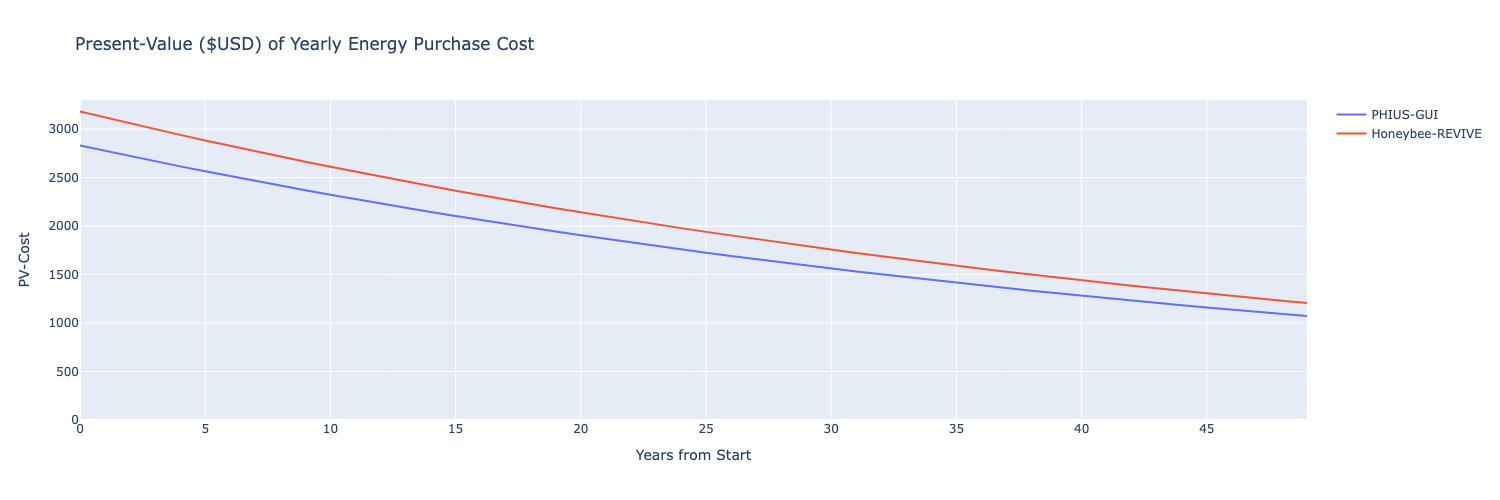 Present-Value ($USD) of Yearly Energy Purchase Cost
PHIUS-GUI
Honeybee-REVIVE
PV-Cost
3000
2500
2000
1500
1000
500
0
0 5 10 15 20 25 30 35 40 45
Years from Start